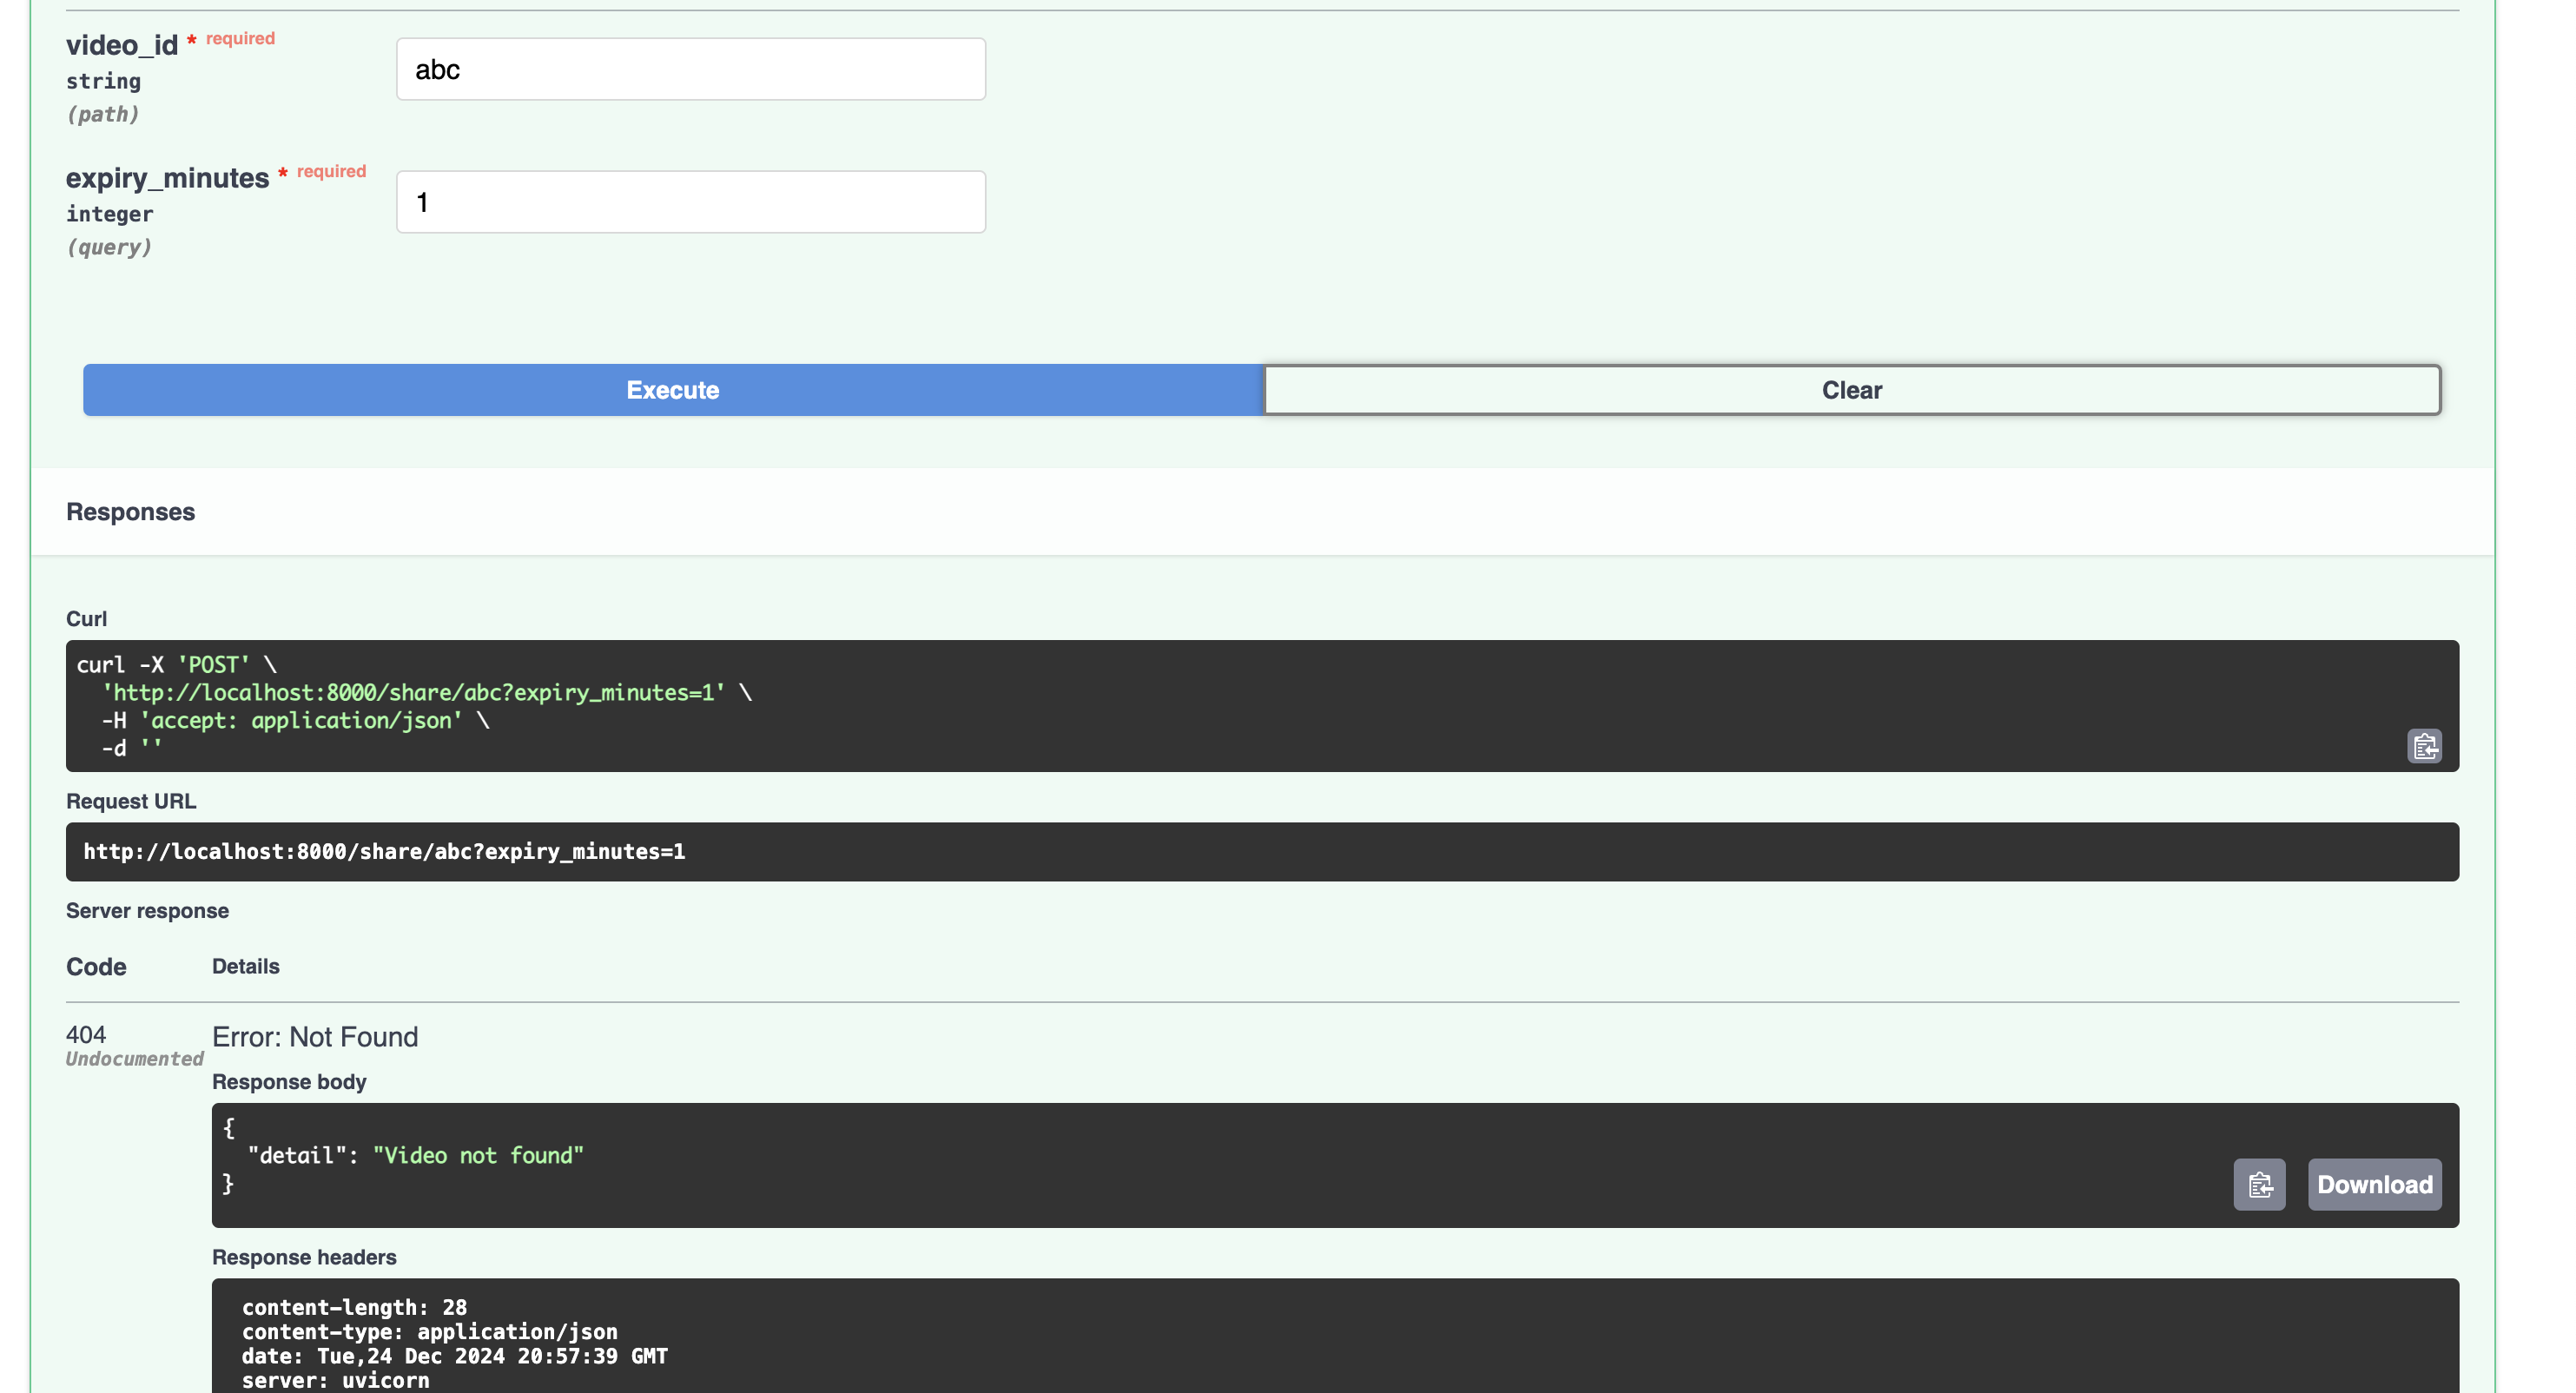 video_id * required
string
(path)
abc
expiry_minutes * required
integer
(query)
1
Execute
Clear
Responses
Curl
curl -X 'POST' \
  'http://localhost:8000/share/abc?expiry_minutes=1' \
  -H 'accept: application/json' \
  -d ''
Request URL
http://localhost:8000/share/abc?expiry_minutes=1
Server response
Code Details
404 Error: Not Found
Undocumented
Response body
{
  "detail": "Video not found"
}
Download
Response headers
content-length: 28
content-type: application/json
date: Tue,24 Dec 2024 20:57:39 GMT
server: uvicorn